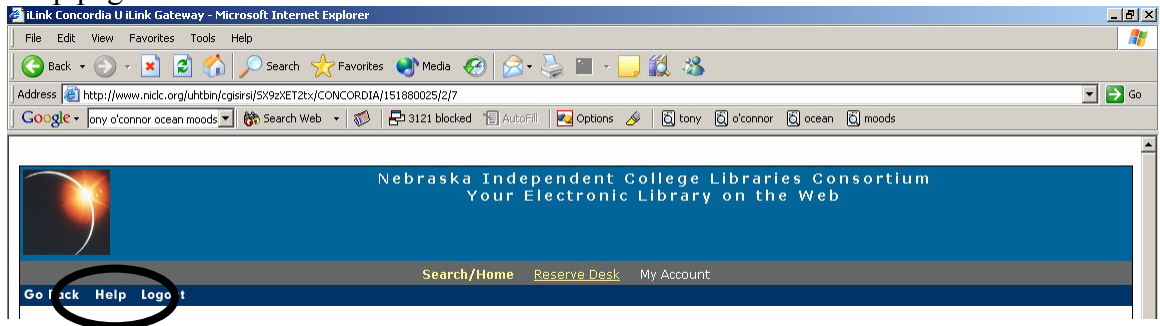 iLink Concordia U iLink Gateway - Microsoft Internet Explorer
File Edit View Favorites Tools Help
Back Search Favorites Media
Address http://www.niclc.org/uhtbin/cgisirsi/SX9zXET2tx/CONCORDIA/151880025/2/7 Go
Google ony o'connor ocean moods Search Web 3121 blocked AutoFill Options tony o'connor ocean moods
Nebraska Independent College Libraries Consortium
Your Electronic Library on the Web
Search/Home Reserve Desk My Account
Go Back Help Logout